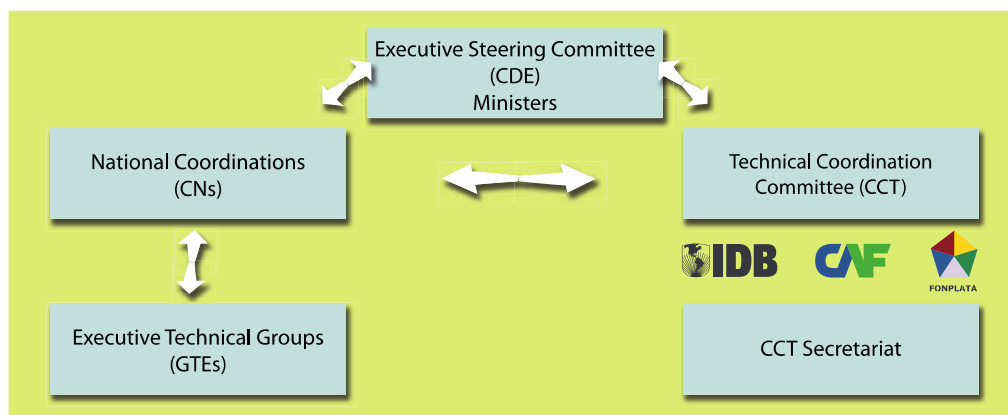 Executive Steering Committee
(CDE)
Ministers
National Coordinations
(CNs)
Technical Coordination
Committee (CCT)
IDB
CAF
FONPLATA
Executive Technical Groups
(GTEs)
CCT Secretariat